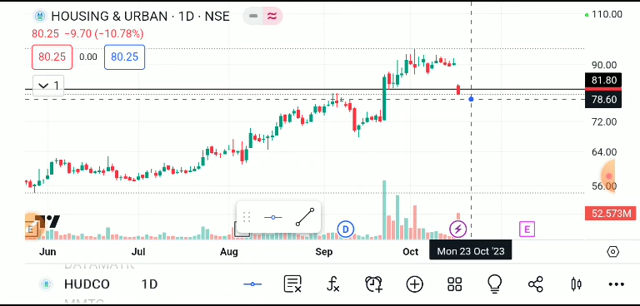 HOUSING & URBAN · 1D · NSE
80.25 −9.70 (−10.78%)
80.25 0.00 80.25
1
110.00
90.00
81.80
78.60
72.00
64.00
56.00
52.573M
D
E
Jun Jul Aug Sep Oct Mon 23 Oct '23
DATAMATIC
HUDCO 1D
MMTC